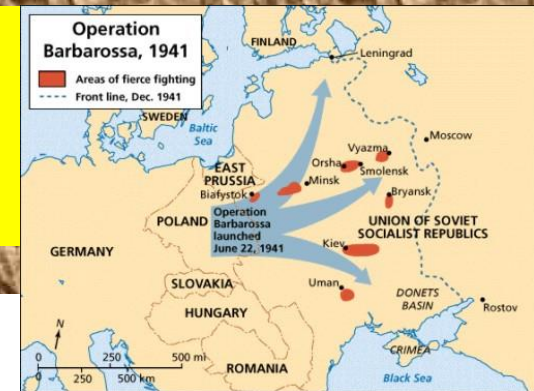 Operation
Barbarossa, 1941
Areas of fierce fighting
Front line, Dec. 1941
FINLAND
Leningrad
SWEDEN
Baltic
Sea
Moscow
Vyazma
Orsha
Smolensk
EAST
PRUSSIA
Minsk
Białystok
Bryansk
POLAND
Operation
Barbarossa
launched
June 22, 1941
UNION OF SOVIET
SOCIALIST REPUBLICS
Kiev
GERMANY
SLOVAKIA
Uman
DONETS
BASIN
Rostov
HUNGARY
N
CRIMEA
ROMANIA
Black Sea
0 250 500 mi
0 250 500 km